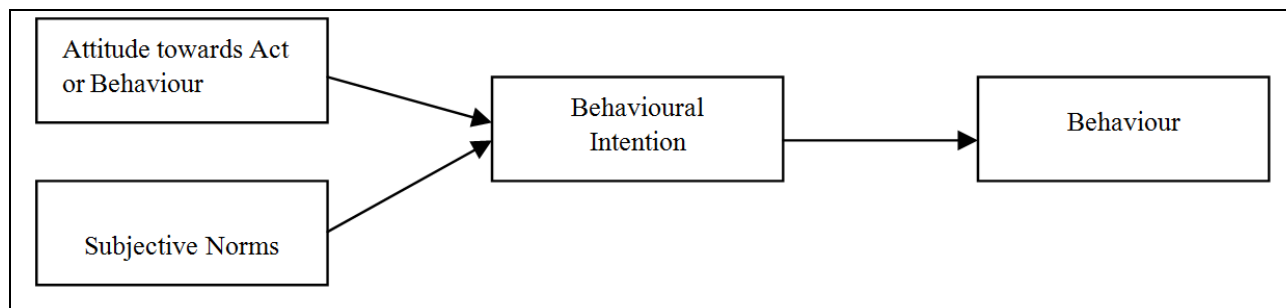 Attitude towards Act
or Behaviour
Behavioural
Intention
Behaviour
Subjective Norms